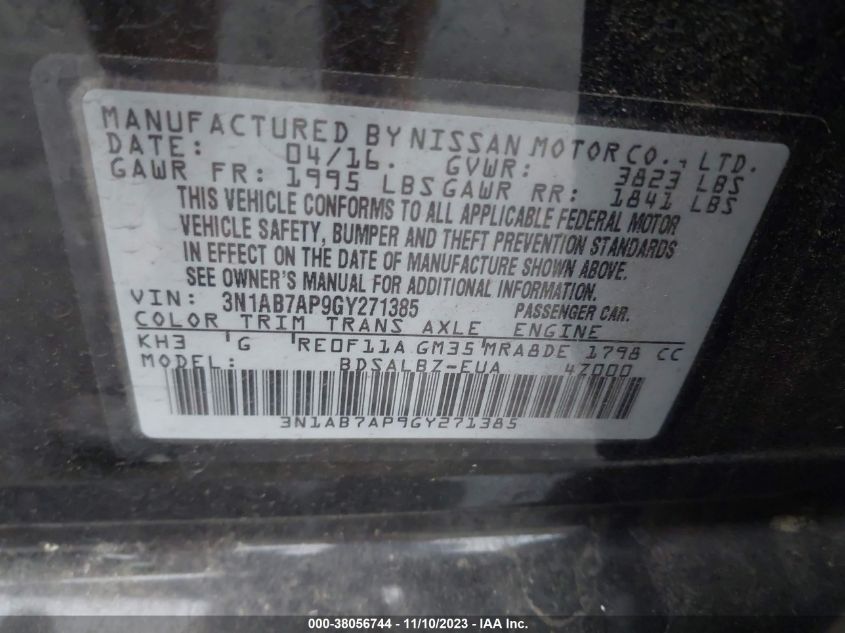 MANUFACTURED BY NISSAN MOTOR CO., LTD.
DATE: 04/16. GVWR: 3823 LBS
GAWR FR: 1995 LBS GAWR RR: 1841 LBS
THIS VEHICLE CONFORMS TO ALL APPLICABLE FEDERAL MOTOR
VEHICLE SAFETY, BUMPER AND THEFT PREVENTION STANDARDS
IN EFFECT ON THE DATE OF MANUFACTURE SHOWN ABOVE.
SEE OWNER'S MANUAL FOR ADDITIONAL INFORMATION.
VIN: 3N1AB7AP9GY271385 PASSENGER CAR.
COLOR TRIM TRANS AXLE ENGINE
KH3 G RE0F11A GM35 MRA8DE 1798 CC
MODEL: BDSALBZ-EUA 4Z000
3N1AB7AP9GY271385
000-38056744 - 11/10/2023 - IAA Inc.